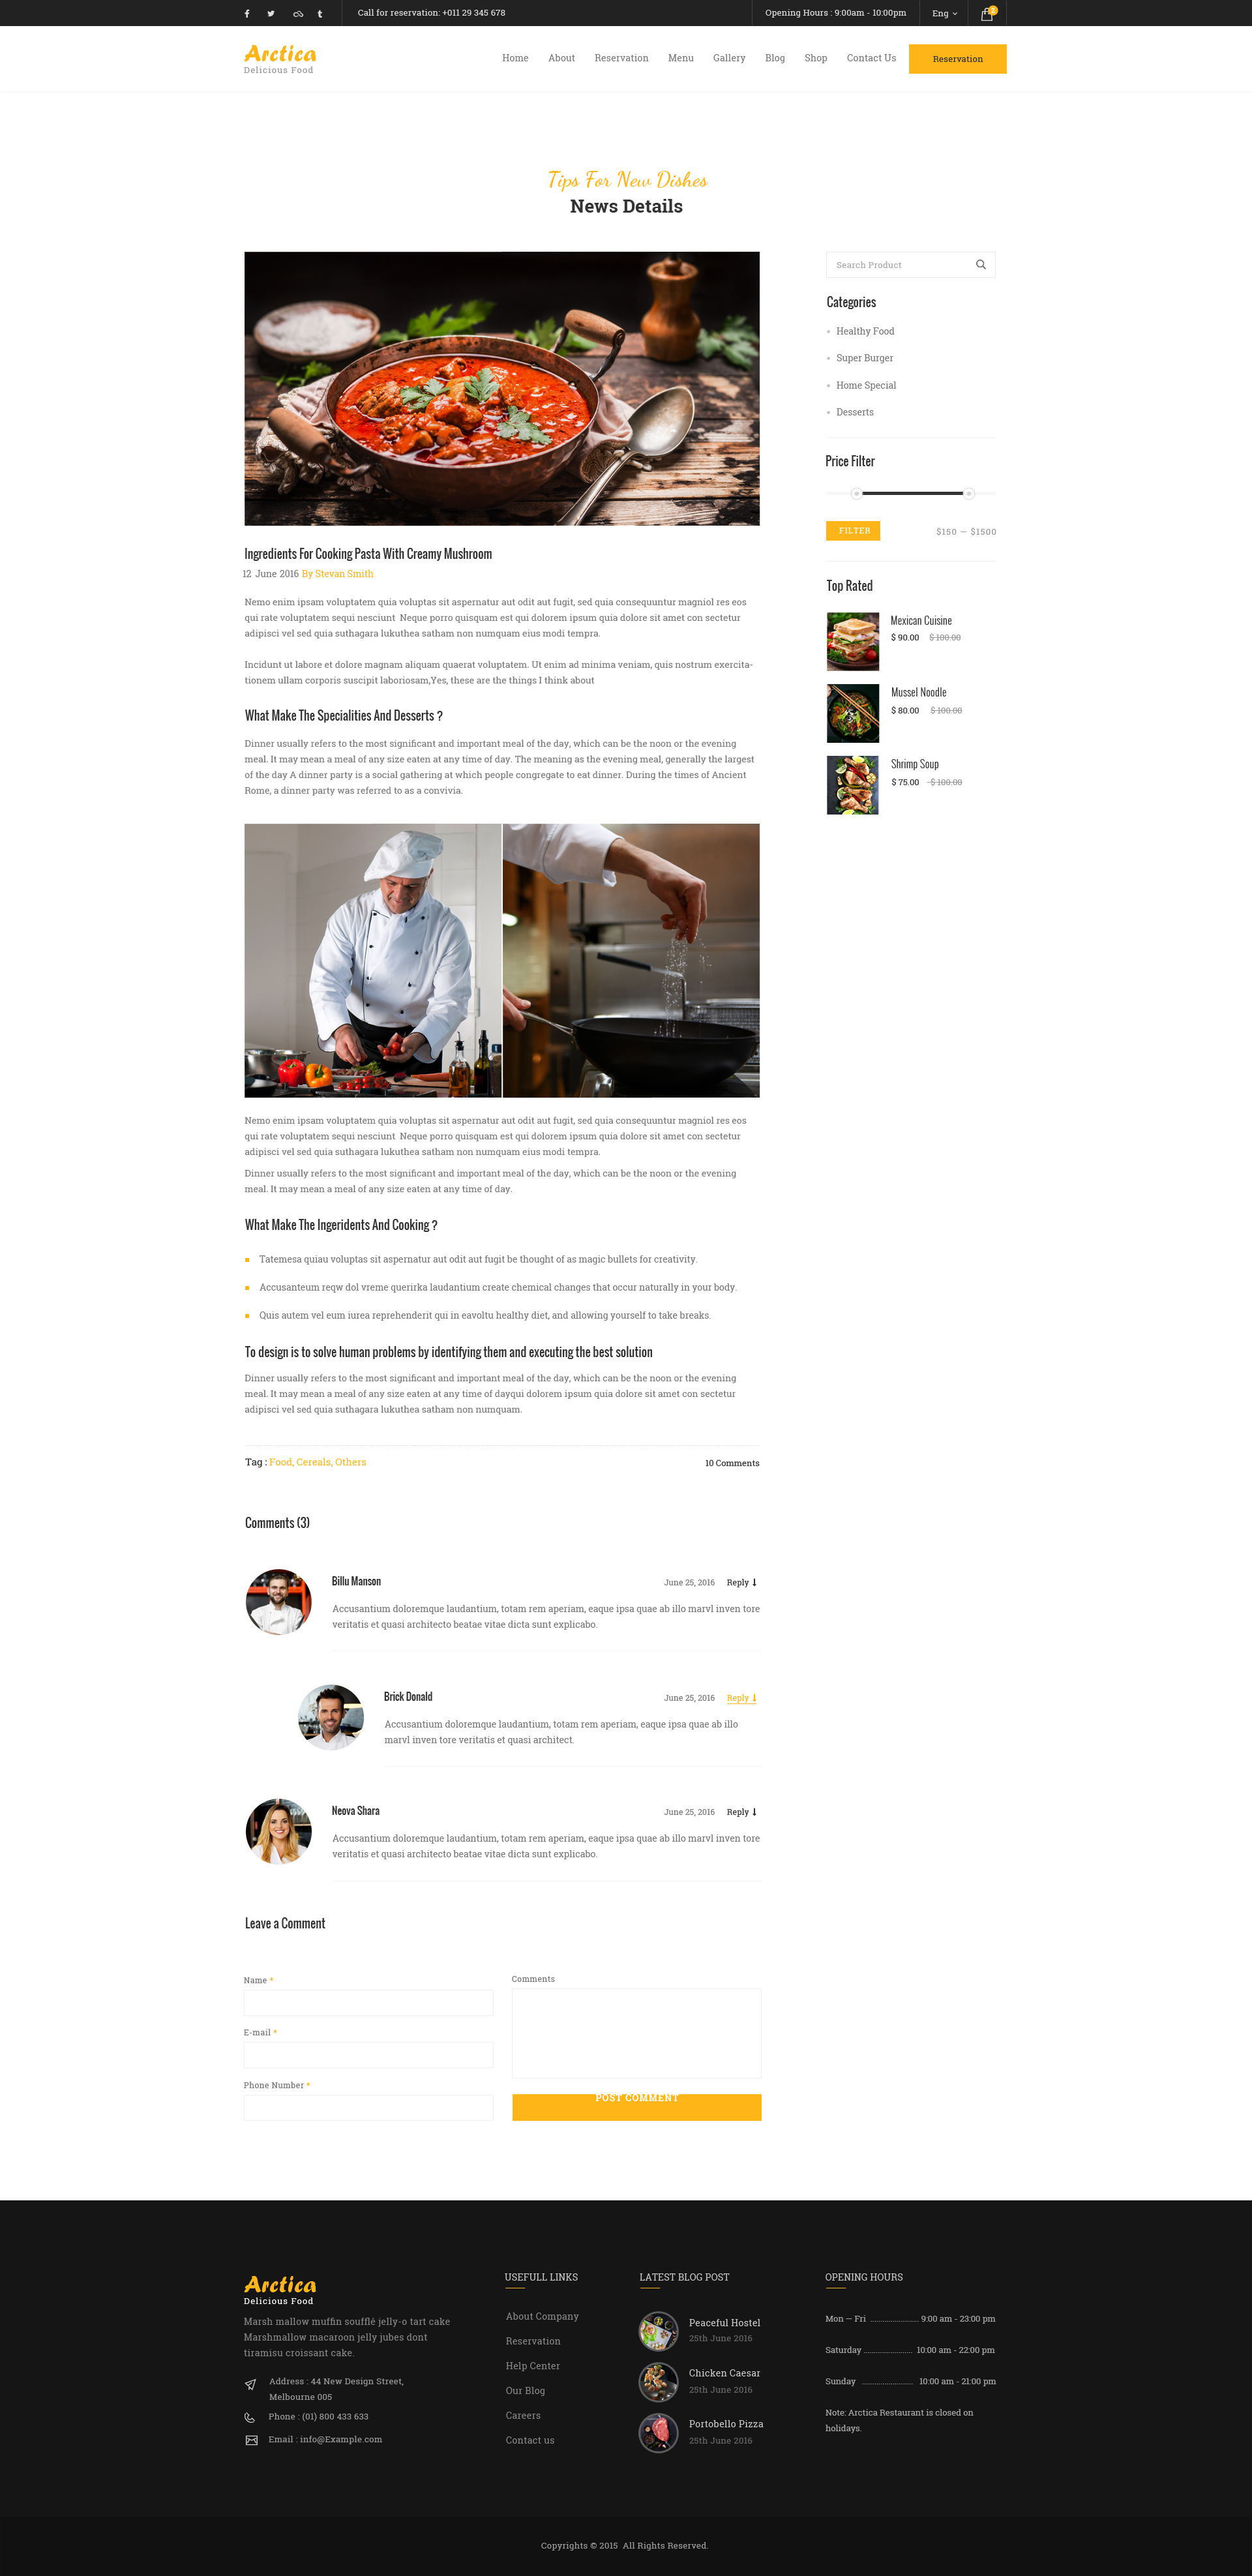 Call for reservation: +011 29 345 678
Opening Hours : 9:00am - 10:00pm
Eng
2
Arctica
Delicious Food
Home
About
Reservation
Menu
Gallery
Blog
Shop
Contact Us
Reservation
Tips For New Dishes
News Details
Ingredients For Cooking Pasta With Creamy Mushroom
12 June 2016 By Stevan Smith
Nemo enim ipsam voluptatem quia voluptas sit aspernatur aut odit aut fugit, sed quia consequuntur magniol res eos
qui rate voluptatem sequi nesciunt Neque porro quisquam est qui dolorem ipsum quia dolore sit amet con sectetur
adipisci vel sed quia suthagara lukuthea satham non numquam eius modi tempra.
Incidunt ut labore et dolore magnam aliquam quaerat voluptatem. Ut enim ad minima veniam, quis nostrum exercita-
tionem ullam corporis suscipit laboriosam,Yes, these are the things I think about
What Make The Specialities And Desserts ?
Dinner usually refers to the most significant and important meal of the day, which can be the noon or the evening
meal. It may mean a meal of any size eaten at any time of day. The meaning as the evening meal, generally the largest
of the day A dinner party is a social gathering at which people congregate to eat dinner. During the times of Ancient
Rome, a dinner party was referred to as a convivia.
Nemo enim ipsam voluptatem quia voluptas sit aspernatur aut odit aut fugit, sed quia consequuntur magniol res eos
qui rate voluptatem sequi nesciunt Neque porro quisquam est qui dolorem ipsum quia dolore sit amet con sectetur
adipisci vel sed quia suthagara lukuthea satham non numquam eius modi tempra.
Dinner usually refers to the most significant and important meal of the day, which can be the noon or the evening
meal. It may mean a meal of any size eaten at any time of day.
What Make The Ingeridents And Cooking ?
Tatemesa quiau voluptas sit aspernatur aut odit aut fugit be thought of as magic bullets for creativity.
Accusanteum reqw dol vreme querirka laudantium create chemical changes that occur naturally in your body.
Quis autem vel eum iurea reprehenderit qui in eavoltu healthy diet, and allowing yourself to take breaks.
To design is to solve human problems by identifying them and executing the best solution
Dinner usually refers to the most significant and important meal of the day, which can be the noon or the evening
meal. It may mean a meal of any size eaten at any time of dayqui dolorem ipsum quia dolore sit amet con sectetur
adipisci vel sed quia suthagara lukuthea satham non numquam.
Tag : Food, Cereals, Others
10 Comments
Comments (3)
Billu Manson
June 25, 2016
Reply
Accusantium doloremque laudantium, totam rem aperiam, eaque ipsa quae ab illo marvl inven tore
veritatis et quasi architecto beatae vitae dicta sunt explicabo.
Brick Donald
June 25, 2016
Reply
Accusantium doloremque laudantium, totam rem aperiam, eaque ipsa quae ab illo
marvl inven tore veritatis et quasi architect.
Neova Shara
June 25, 2016
Reply
Accusantium doloremque laudantium, totam rem aperiam, eaque ipsa quae ab illo marvl inven tore
veritatis et quasi architecto beatae vitae dicta sunt explicabo.
Leave a Comment
Name *
E-mail *
Phone Number *
Comments
POST COMMENT
Search Product
Categories
Healthy Food
Super Burger
Home Special
Desserts
Price Filter
FILTER
$150 — $1500
Top Rated
Mexican Cuisine
$ 90.00 $ 100.00
Mussel Noodle
$ 80.00 $ 100.00
Shrimp Soup
$ 75.00 $ 100.00
Arctica
Delicious Food
Marsh mallow muffin soufflé jelly-o tart cake
Marshmallow macaroon jelly jubes dont
tiramisu croissant cake.
Address : 44 New Design Street,
Melbourne 005
Phone : (01) 800 433 633
Email : info@Example.com
USEFULL LINKS
About Company
Reservation
Help Center
Our Blog
Careers
Contact us
LATEST BLOG POST
Peaceful Hostel
25th June 2016
Chicken Caesar
25th June 2016
Portobello Pizza
25th June 2016
OPENING HOURS
Mon — Fri ........................ 9:00 am - 23:00 pm
Saturday ........................ 10:00 am - 22:00 pm
Sunday ........................ 10:00 am - 21:00 pm
Note: Arctica Restaurant is closed on
holidays.
Copyrights © 2015 All Rights Reserved.